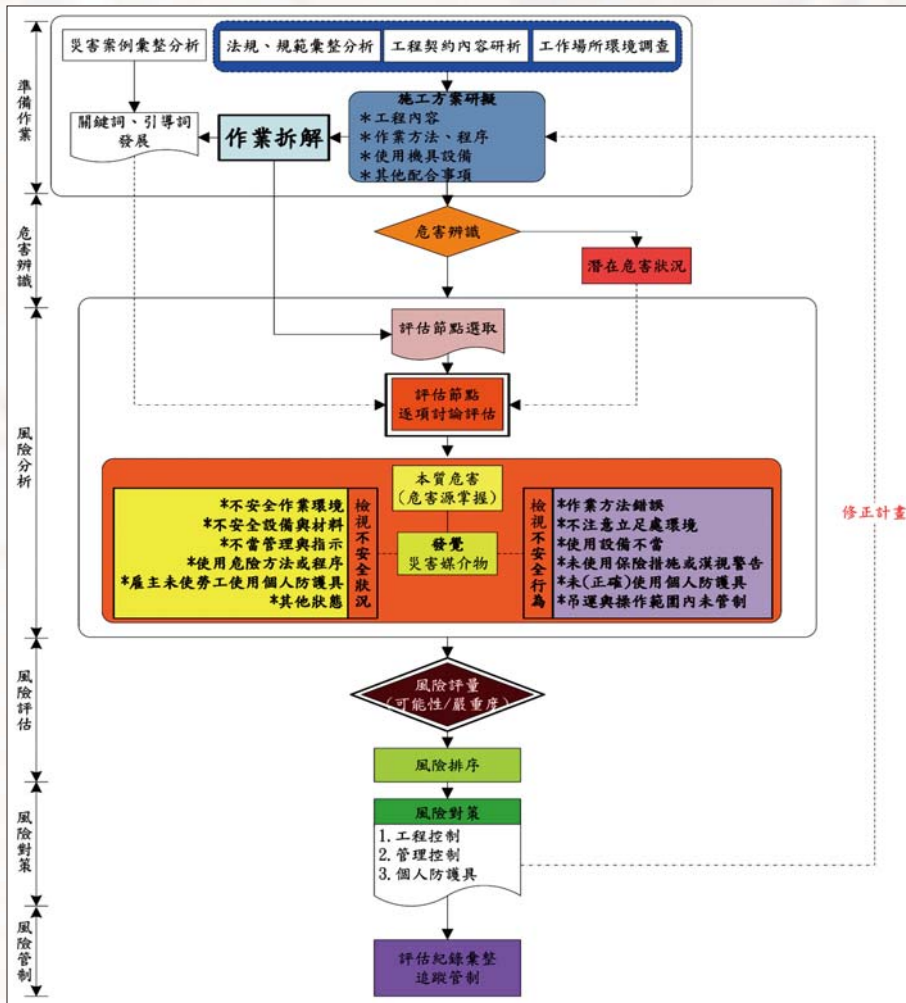 準備作業
災害案例彙整分析
法規、規範彙整分析
工程契約內容研析
工作場所環境調查
關鍵詞、引導詞
發展
作業拆解
施工方案研擬
*工程內容
*作業方法、程序
*使用機具設備
*其他配合事項
危害辨識
危害辨識
潛在危害狀況
風險分析
評估節點選取
評估節點
逐項討論評估
本質危害
(危害源掌握)
發覺
災害媒介物
*不安全作業環境
*不安全設備與材料
*不當管理與指示
*使用危險方法或程序
*雇主未使勞工使用個人防護具
*其他狀態
檢視不安全狀況
檢視不安全行為
*作業方法錯誤
*不注意立足處環境
*使用設備不當
*未使用保險措施或漠視警告
*未(正確)使用個人防護具
*吊運與操作範圍內未管制
修正計畫
風險評估
風險評量
(可能性/嚴重度)
風險排序
風險對策
風險對策
1. 工程控制
2. 管理控制
3. 個人防護具
風險管制
評估紀錄彙整
追蹤管制